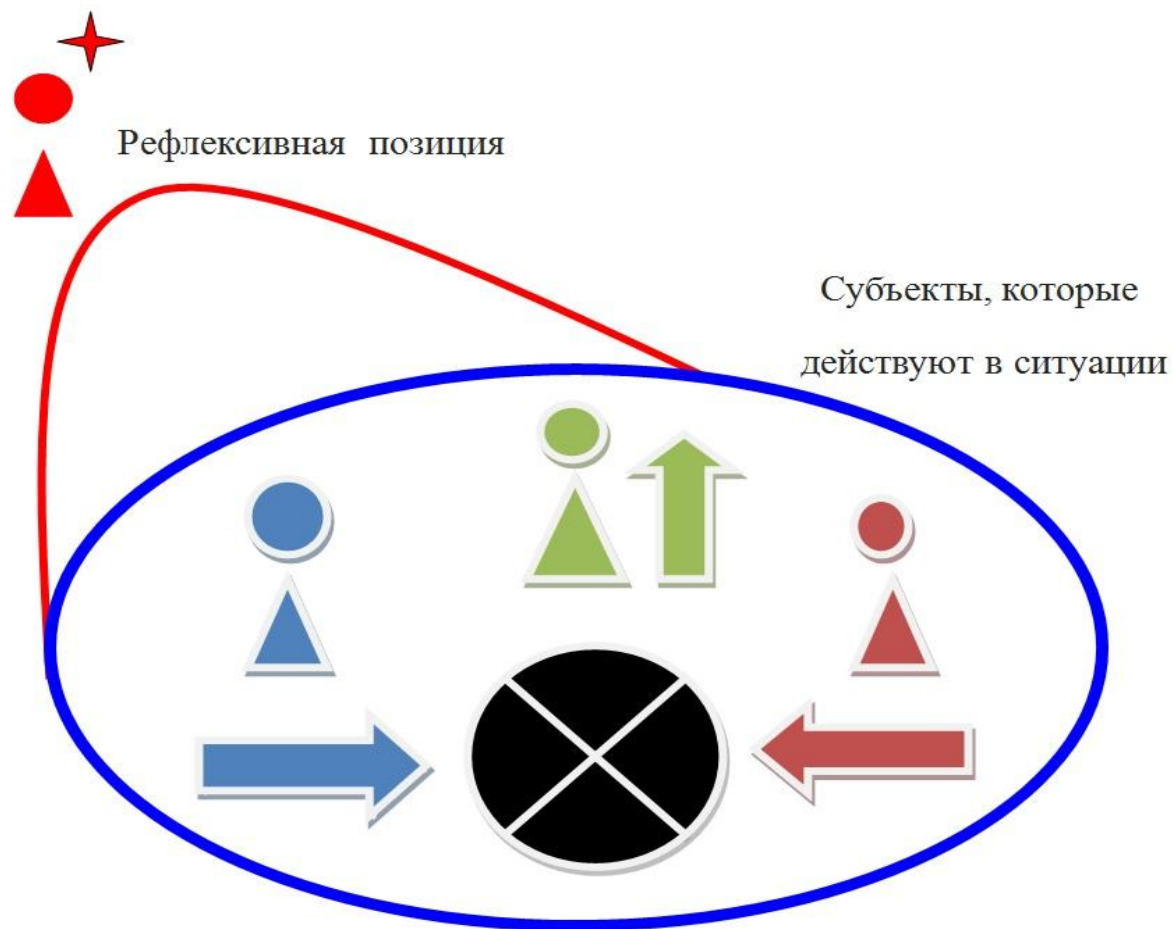 Рефлексивная позиция
Субъекты, которые
действуют в ситуации